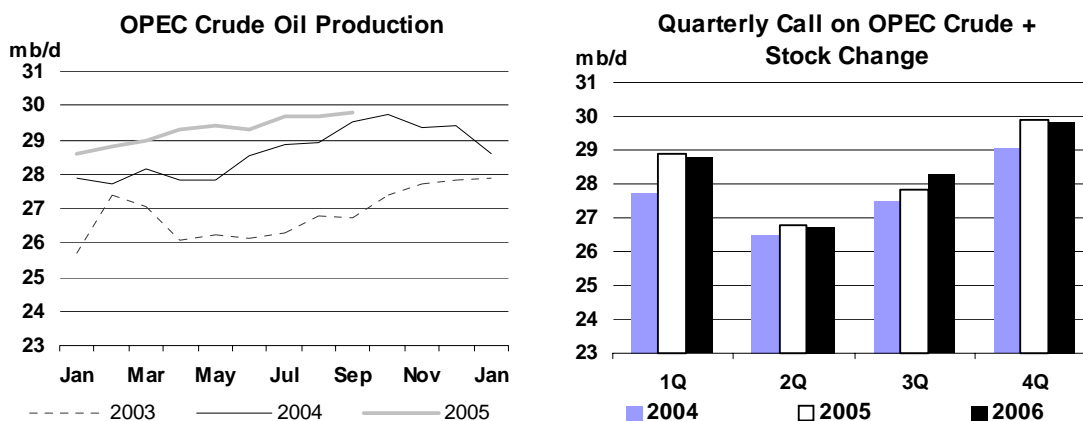 OPEC Crude Oil Production
mb/d
31
30
29
28
27
26
25
24
23
Jan Mar May Jul Sep Nov Jan
2003 2004 2005
Quarterly Call on OPEC Crude +
Stock Change
mb/d
31
30
29
28
27
26
25
24
23
1Q 2Q 3Q 4Q
2004 2005 2006